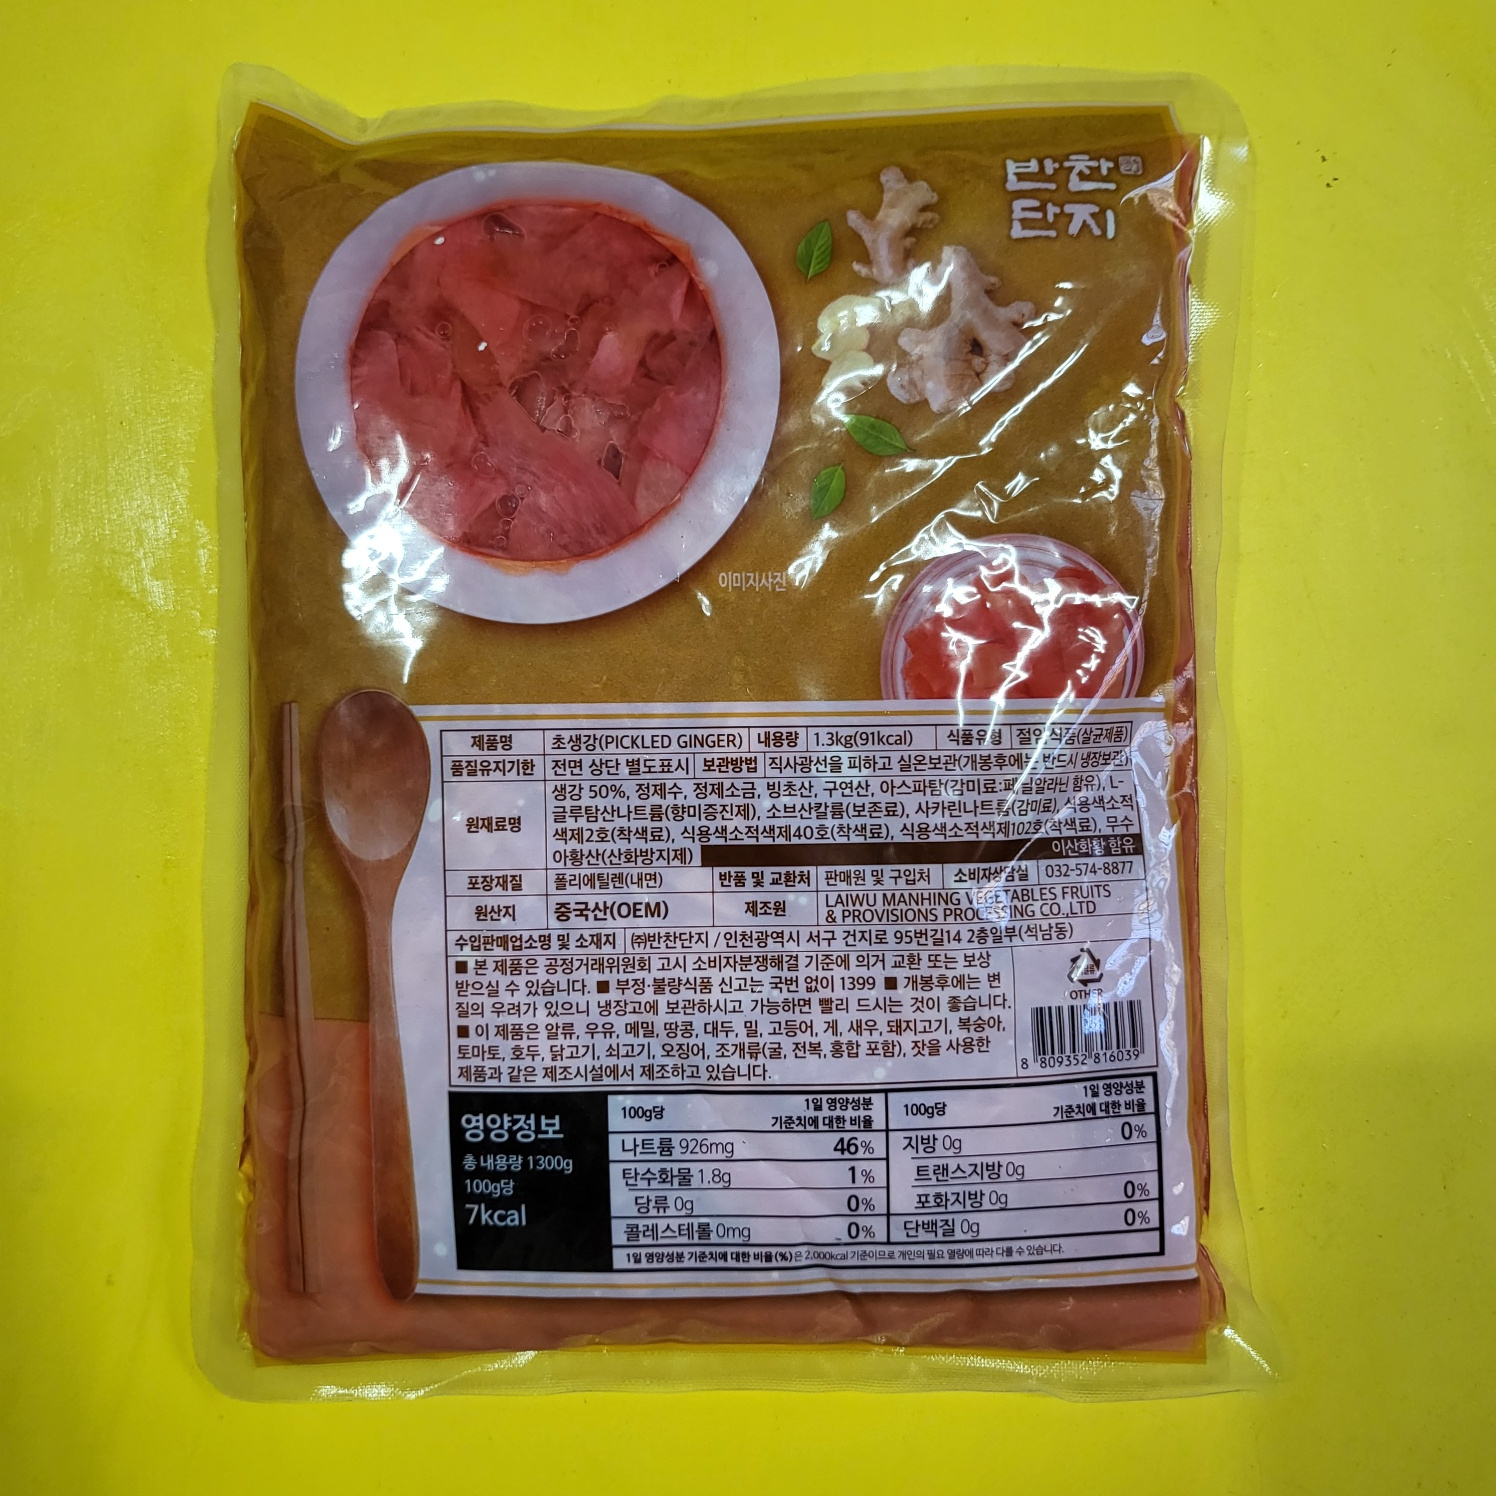 반찬
단지
이미지사진
제품명 초생강(PICKLED GINGER) 내용량 1.3kg(91kcal) 식품유형 절임식품(살균제품)
품질유지기한 전면 상단 별도표시 보관방법 직사광선을 피하고 실온보관(개봉후에는 반드시 냉장보관)
원재료명
생강 50%, 정제수, 정제소금, 빙초산, 구연산, 아스파탐(감미료:페닐알라닌 함유), L-
글루탐산나트륨(향미증진제), 소브산칼륨(보존료), 사카린나트륨(감미료), 식용색소적
색제2호(착색료), 식용색소적색제40호(착색료), 식용색소적색제102호(착색료), 무수
아황산(산화방지제)
이산화황 함유
포장재질 폴리에틸렌(내면) 반품 및 교환처 판매원 및 구입처 소비자상담실 032-574-8877
원산지 중국산(OEM) 제조원 LAIWU MANHING VEGETABLES FRUITS
& PROVISIONS PROCESSING CO.,LTD
수입판매업소명 및 소재지 ㈜반찬단지 / 인천광역시 서구 건지로 95번길14 2층일부(석남동)
■ 본 제품은 공정거래위원회 고시 소비자분쟁해결 기준에 의거 교환 또는 보상
받으실 수 있습니다. ■ 부정·불량식품 신고는 국번 없이 1399 ■ 개봉후에는 변
질의 우려가 있으니 냉장고에 보관하시고 가능하면 빨리 드시는 것이 좋습니다.
■ 이 제품은 알류, 우유, 메밀, 땅콩, 대두, 밀, 고등어, 게, 새우, 돼지고기, 복숭아,
토마토, 호두, 닭고기, 쇠고기, 오징어, 조개류(굴, 전복, 홍합 포함), 잣을 사용한
제품과 같은 제조시설에서 제조하고 있습니다.
OTHER
8 809352 816039
영양정보
총 내용량 1300g
100g당
7kcal
100g당 1일 영양성분
기준치에 대한 비율
나트륨 926mg 46%
탄수화물 1.8g 1%
당류 0g 0%
콜레스테롤 0mg 0%
100g당 1일 영양성분
기준치에 대한 비율
지방 0g 0%
트랜스지방 0g
포화지방 0g 0%
단백질 0g 0%
1일 영양성분 기준치에 대한 비율(%)은 2,000kcal 기준이므로 개인의 필요 열량에 따라 다를 수 있습니다.